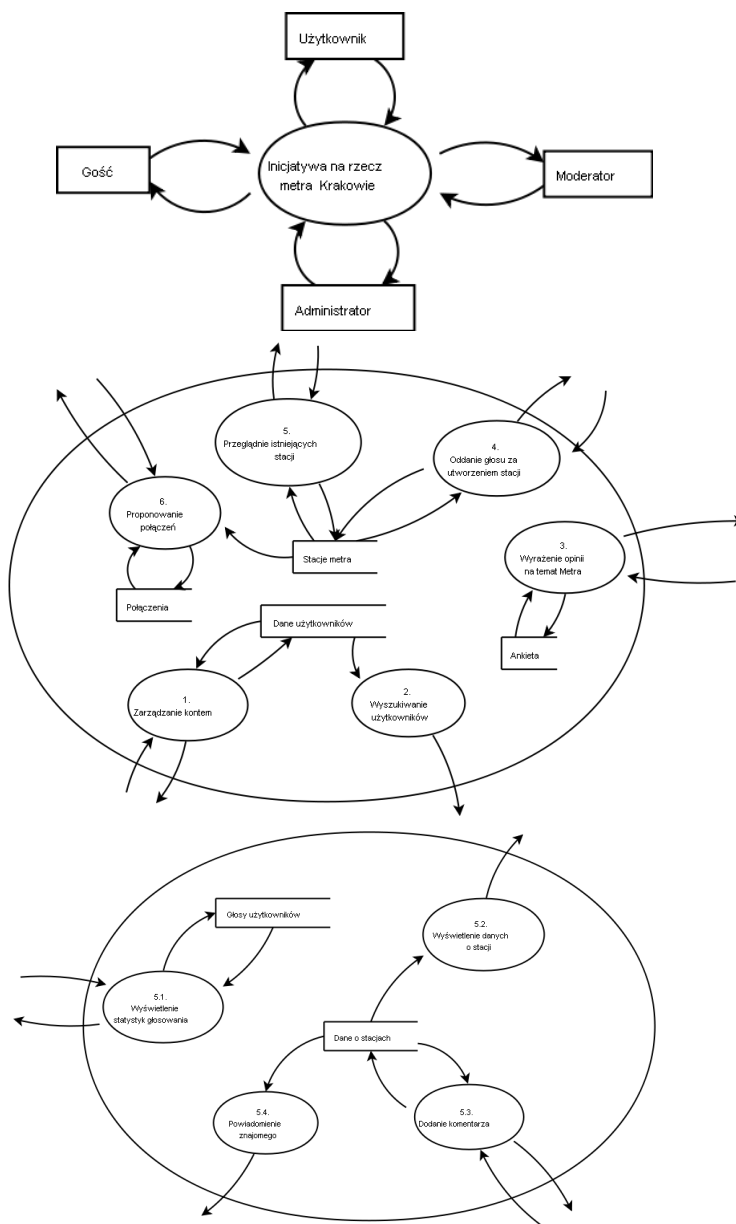 Użytkownik
Inicjatywa na rzecz
metra Krakowie
Gość
Moderator
Administrator
5.
Przeglądnie istniejących
stacji
4.
Oddanie głosu za
utworzeniem stacji
6.
Proponowanie
połączeń
3.
Wyrażenie opinii
na temat Metra
Stacje metra
Połączenia
Dane użytkowników
Ankieta
1.
Zarządzanie kontem
2.
Wyszukiwanie
użytkowników
Głosy użytkowników
5.2.
Wyświetlenie danych
o stacji
5.1.
Wyświetlenie
statystyk głosowania
Dane o stacjach
5.4.
Powiadomienie
znajomego
5.3.
Dodanie komentarza